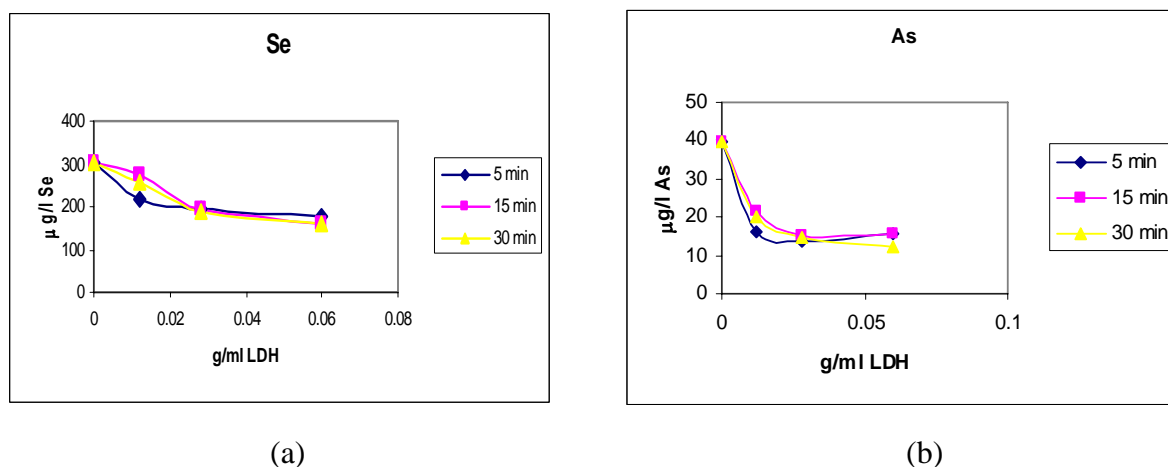 Se
μ g/l Se
400
300
200
100
0
0 0.02 0.04 0.06 0.08
g/ml LDH
5 min
15 min
30 min
(a)
As
μg/l As
50
40
30
20
10
0
0 0.05 0.1
g/ml LDH
5 min
15 min
30 min
(b)